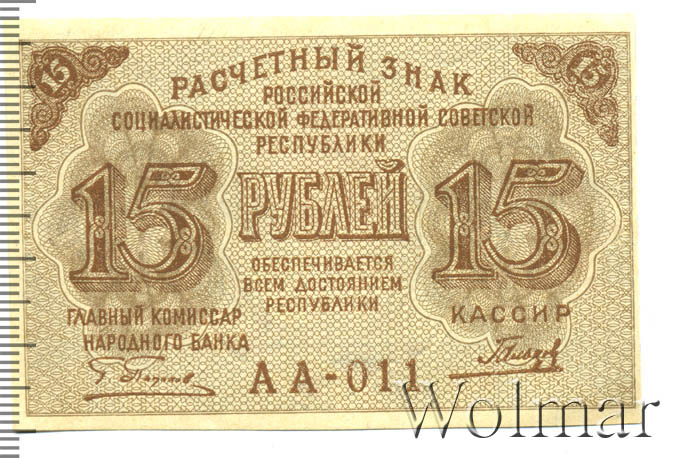 15 15
РАСЧЕТНЫЙ ЗНАК
РОССИЙСКОЙ
СОЦИАЛИСТИЧЕСКОЙ ФЕДЕРАТИВНОЙ СОВЕТСКОЙ
РЕСПУБЛИКИ
15 РУБЛЕЙ 15
ОБЕСПЕЧИВАЕТСЯ
ВСЕМ ДОСТОЯНИЕМ
РЕСПУБЛИКИ
ГЛАВНЫЙ КОМИССАР
НАРОДНОГО БАНКА
КАССИР
АА-011
Wolmar